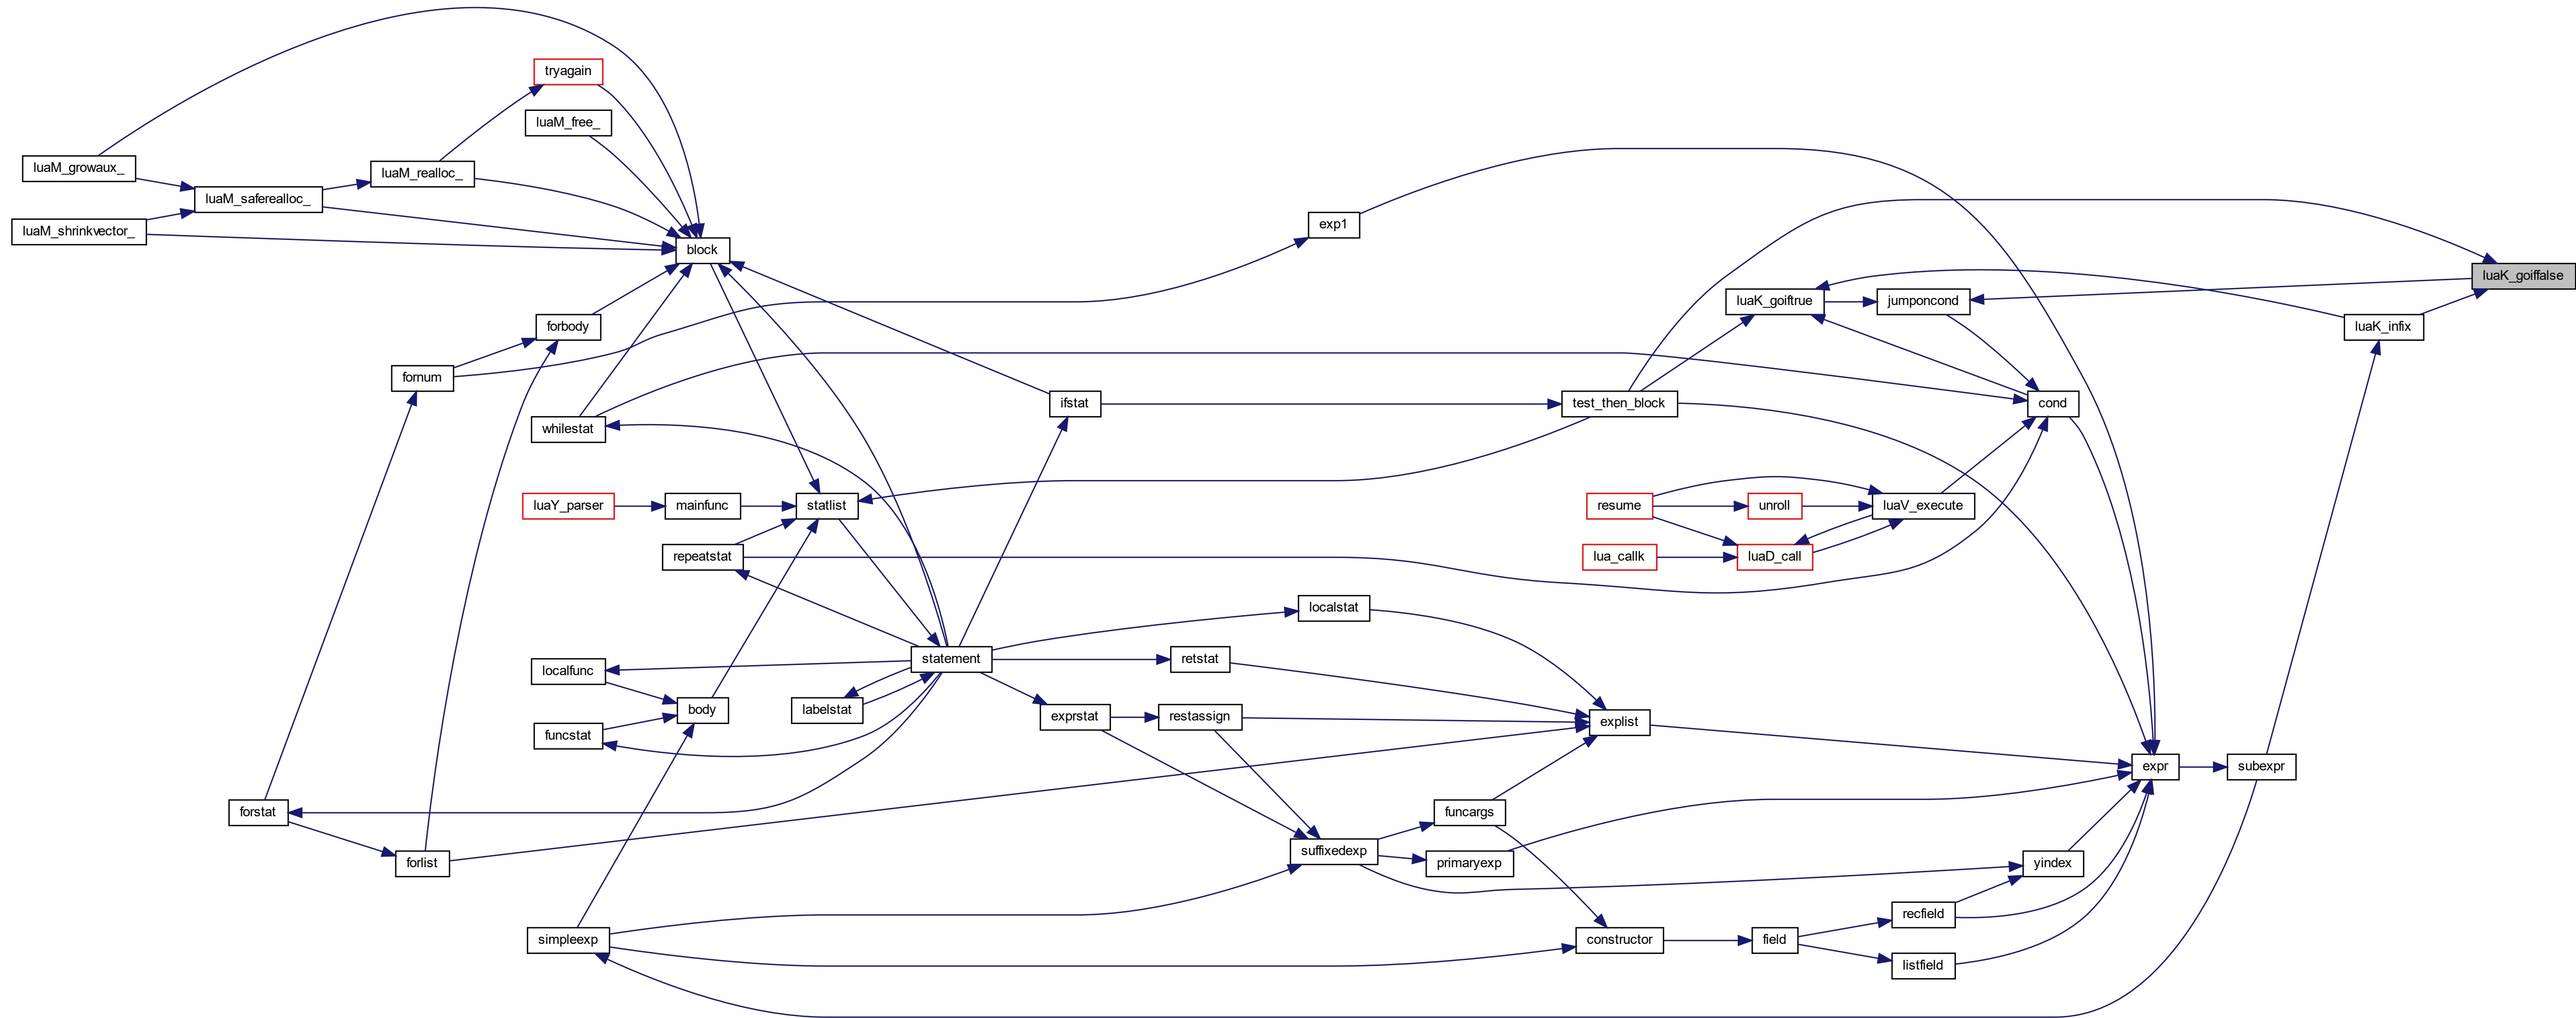 tryagain
luaM_free_
luaM_growaux_
luaM_realloc_
luaM_saferealloc_
luaM_shrinkvector_
block
exp1
luaK_goiffalse
luaK_goiftrue
jumponcond
luaK_infix
forbody
fornum
whilestat
ifstat
test_then_block
cond
luaY_parser
mainfunc
statlist
resume
unroll
luaV_execute
repeatstat
lua_callk
luaD_call
localstat
statement
retstat
localfunc
labelstat
body
exprstat
restassign
explist
funcstat
expr
subexpr
forstat
funcargs
suffixedexp
primaryexp
yindex
forlist
recfield
simpleexp
constructor
field
listfield